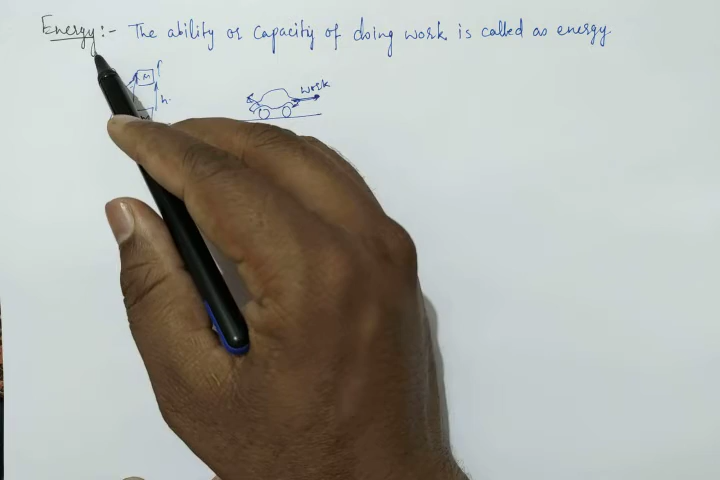 Energy :- The ability or capacity of doing work is called as energy
m
h.
work